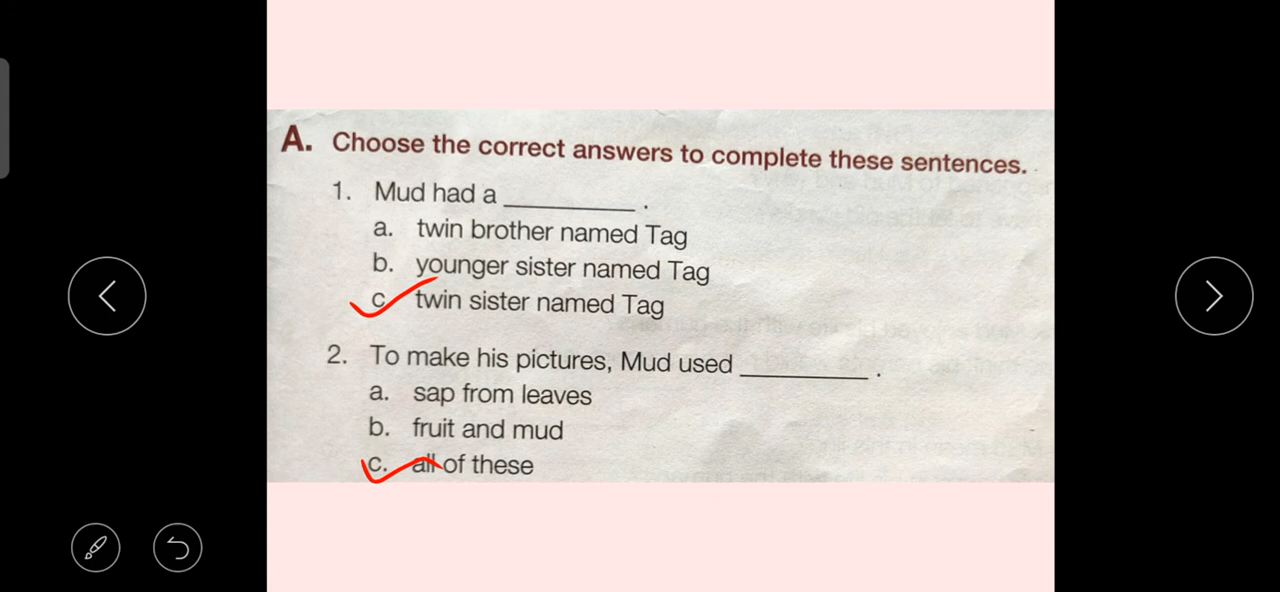 A. Choose the correct answers to complete these sentences.
1. Mud had a __________ .
a. twin brother named Tag
b. younger sister named Tag
c. twin sister named Tag
2. To make his pictures, Mud used __________ .
a. sap from leaves
b. fruit and mud
c. all of these